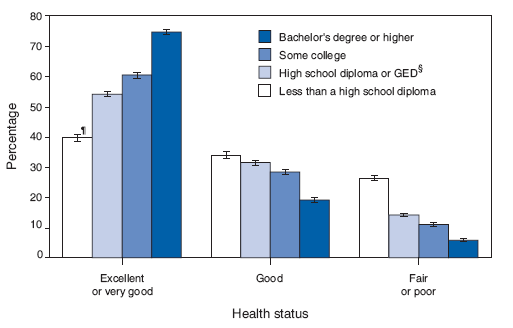 80
70
60
50
40
30
20
10
0
Percentage
¶
Bachelor's degree or higher
Some college
High school diploma or GED§
Less than a high school diploma
Excellent
or very good
Good
Fair
or poor
Health status